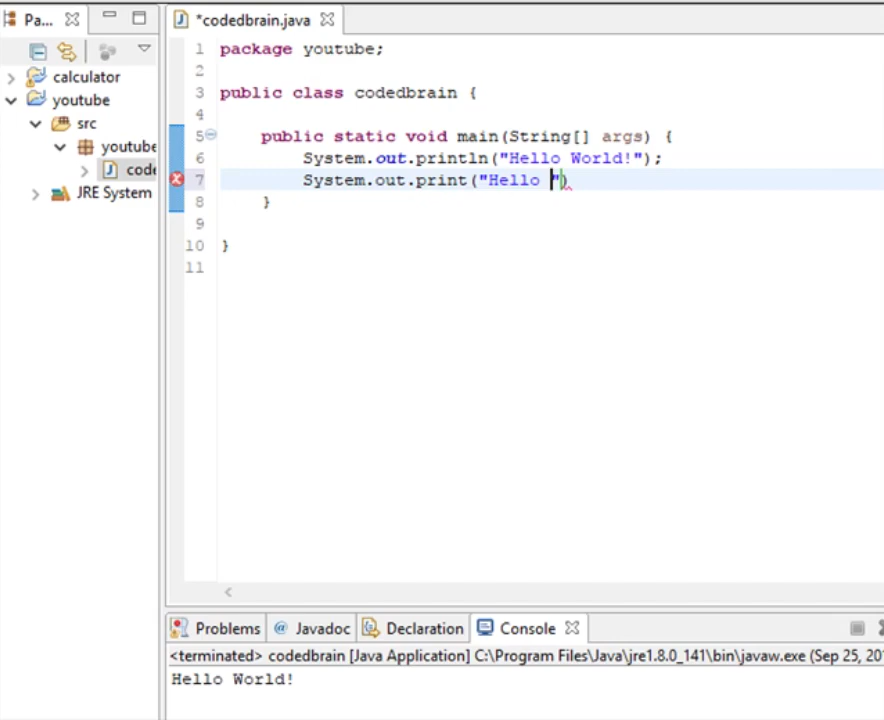 Pa...
*codedbrain.java
calculator
youtube
src
youtube
code
JRE System
1 package youtube;
2
3 public class codedbrain {
4
5 public static void main(String[] args) {
6 System.out.println("Hello World!");
7 System.out.print("Hello ")
8 }
9
10 }
11
Problems @ Javadoc Declaration Console
<terminated> codedbrain [Java Application] C:\Program Files\Java\jre1.8.0_141\bin\javaw.exe (Sep 25, 201
Hello World!